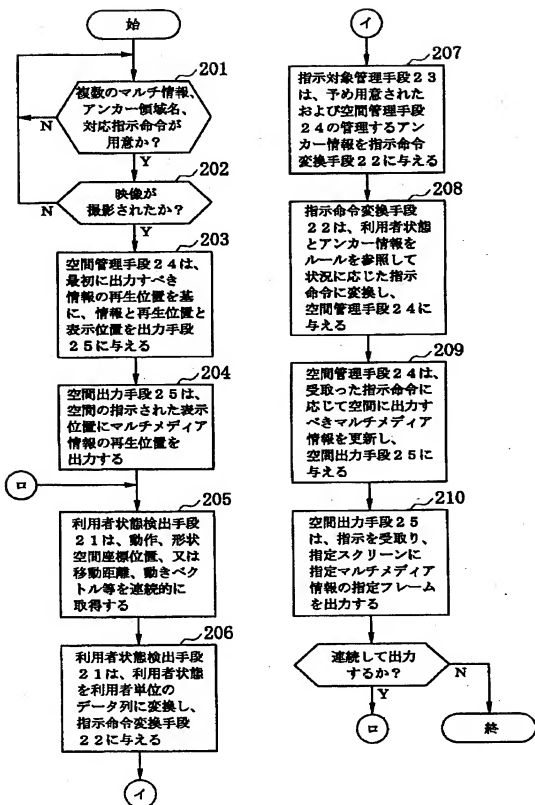 始
201
複数のマルチ情報、
アンカー領域名、
対応指示命令が
用意か？
N
Y
202
映像が
撮影されたか？
N
Y
203
空間管理手段２４は、
最初に出力すべき
情報の再生位置を基
に、情報と再生位置と
表示位置を出力手段
２５に与える
204
空間出力手段２５は、
空間の指示された表示
位置にマルチメディア
情報の再生位置を
出力する
ロ
205
利用者状態検出手段
２１は、動作、形状
空間座標位置、又は
移動距離、動きベク
トル等を連続的に
取得する
206
利用者状態検出手段
２１は、利用者状態
を利用者単位の
データ列に変換し、
指示命令変換手段
２２に与える
イ
イ
207
指示対象管理手段２３
は、予め用意された
および空間管理手段
２４の管理するアン
カー情報を指示命令
変換手段２２に与える
208
指示命令変換手段
２２は、利用者状態
とアンカー情報を
ルールを参照して
状況に応じた指示
命令に変換し、
空間管理手段２４に
与える
209
空間管理手段２４は、
受取った指示命令に
応じて空間に出力す
べきマルチメディア
情報を更新し、
空間出力手段２５に
与える
210
空間出力手段２５
は、指示を受取り、
指定スクリーンに
指定マルチメディア
情報の指定フレーム
を出力する
連続して出力
するか？
N
Y
ロ
終